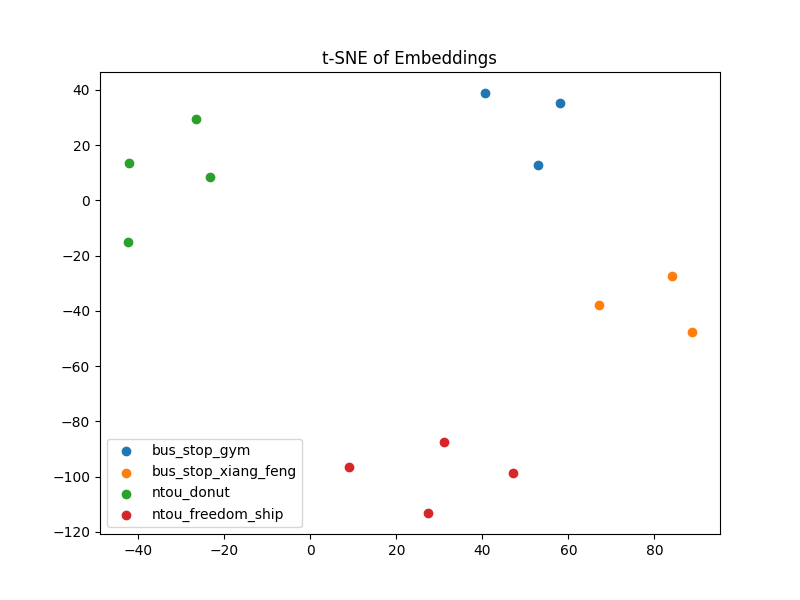 t-SNE of Embeddings
40
20
0
−20
−40
−60
−80
−100
−120
bus_stop_gym
bus_stop_xiang_feng
ntou_donut
ntou_freedom_ship
−40 −20 0 20 40 60 80